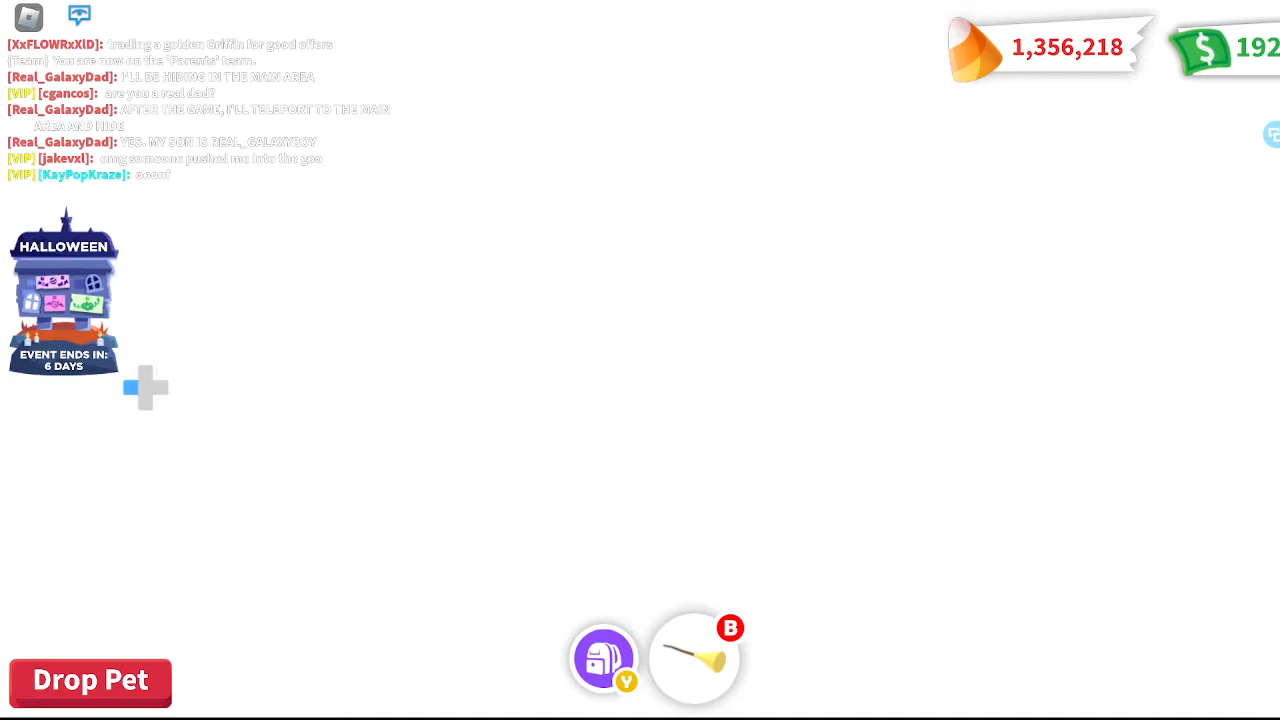 [XxFLOWRxXlD]: trading a golden Griffin for good offers
{Team} You are now on the 'Parents' team.
[Real_GalaxyDad]: I'LL BE HIDING IN THE MAIN AREA
[VIP] [cgancos]: are you a real dad?
[Real_GalaxyDad]: AFTER THE GAME, I'LL TELEPORT TO THE MAIN
AREA AND HIDE
[Real_GalaxyDad]: YES. MY SON IS REAL_GALAXYBOY
[VIP] [jakevxl]: omg someone pushed me into the goo
[VIP] [KayPopKraze]: oooof
1,356,218
$ 192
HALLOWEEN
EVENT ENDS IN:
6 DAYS
B
Y
Drop Pet